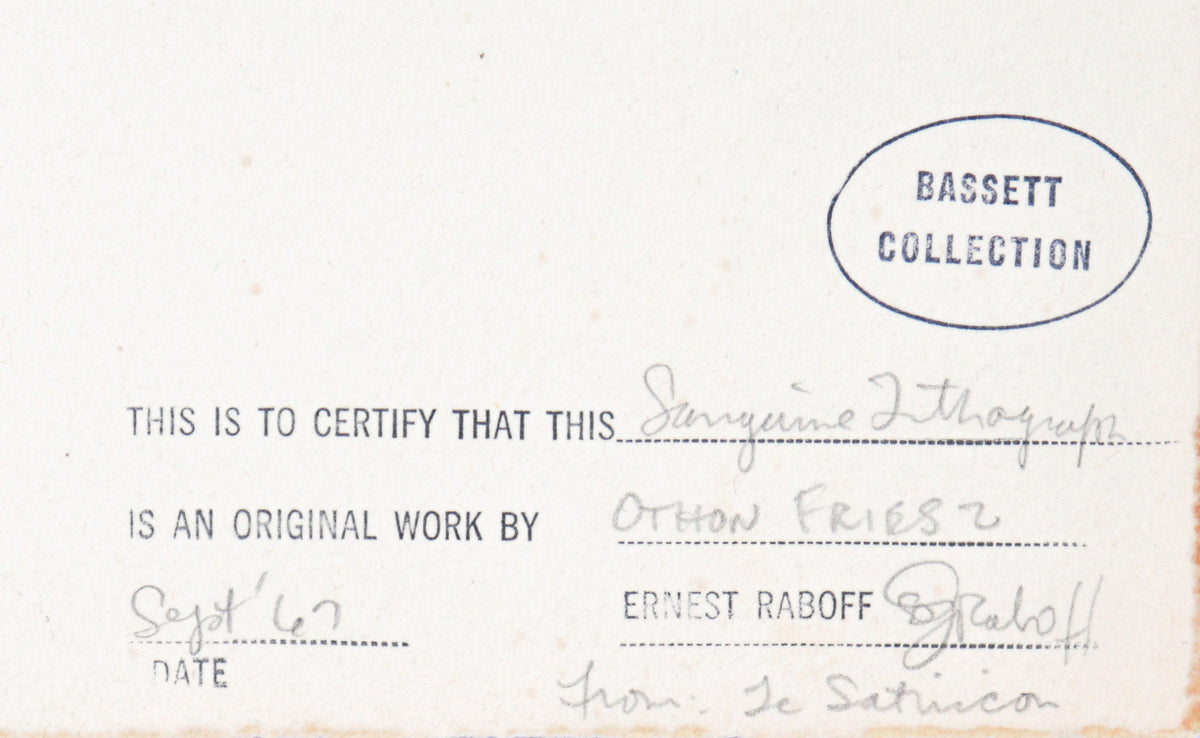 BASSETT
COLLECTION
THIS IS TO CERTIFY THAT THIS Sanguine Lithograph
IS AN ORIGINAL WORK BY OTHON FRIESZ
Sept '67 ERNEST RABOFF EJRaboff
DATE
From: Le Satiricon